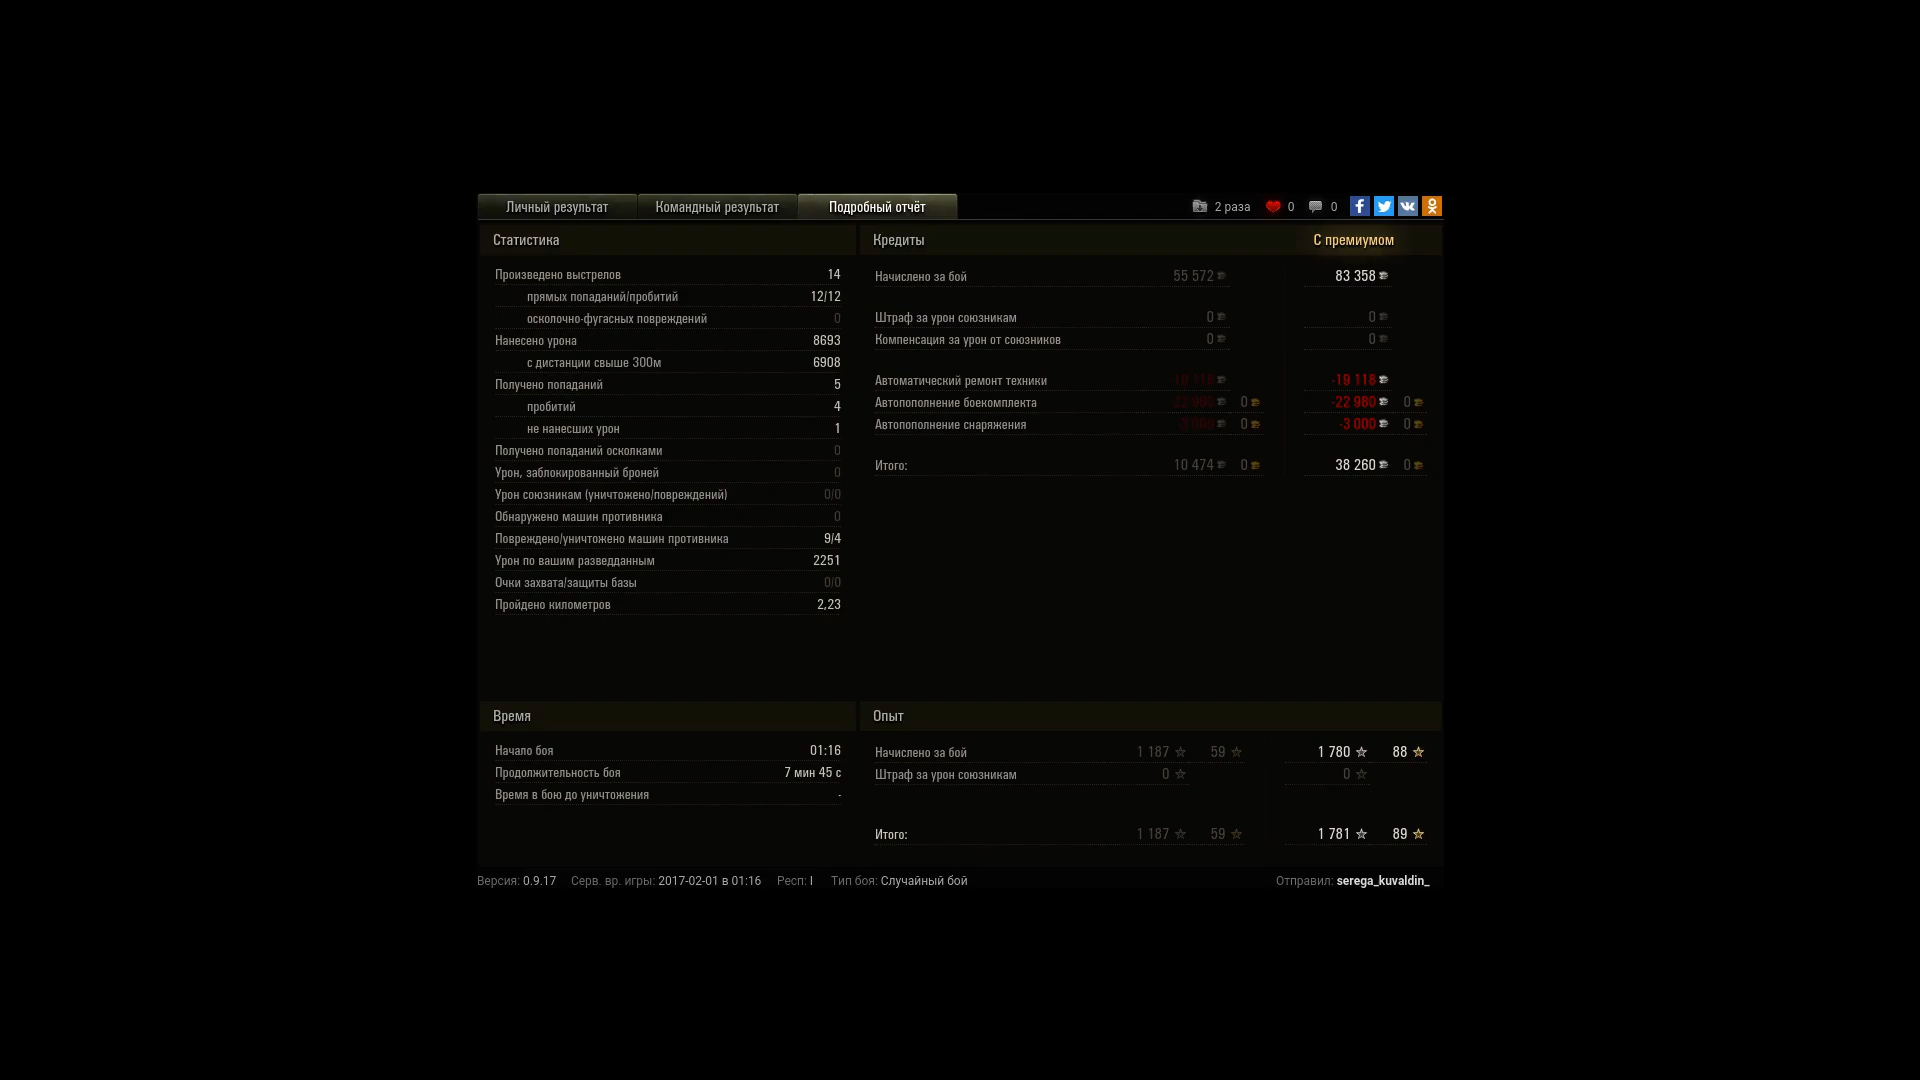 Личный результат Командный результат Подробный отчёт 2 раза 0 0
Статистика
Произведено выстрелов 14
прямых попаданий/пробитий 12/12
осколочно-фугасных повреждений 0
Нанесено урона 8693
с дистанции свыше 300м 6908
Получено попаданий 5
пробитий 4
не нанесших урон 1
Получено попаданий осколками 0
Урон, заблокированный броней 0
Урон союзникам (уничтожено/повреждений) 0/0
Обнаружено машин противника 0
Повреждено/уничтожено машин противника 9/4
Урон по вашим разведданным 2251
Очки захвата/защиты базы 0/0
Пройдено километров 2,23
Кредиты С премиумом
Начислено за бой 55 572 83 358
Штраф за урон союзникам 0 0
Компенсация за урон от союзников 0 0
Автоматический ремонт техники -19 118 -19 118
Автопополнение боекомплекта -22 980 0 -22 980 0
Автопополнение снаряжения -3 000 0 -3 000 0
Итого: 10 474 0 38 260 0
Время
Начало боя 01:16
Продолжительность боя 7 мин 45 с
Время в бою до уничтожения -
Опыт
Начислено за бой 1 187 59 1 780 88
Штраф за урон союзникам 0 0
Итого: 1 187 59 1 781 89
Версия: 0.9.17 Серв. вр. игры: 2017-02-01 в 01:16 Респ: I Тип боя: Случайный бой Отправил: serega_kuvaldin_